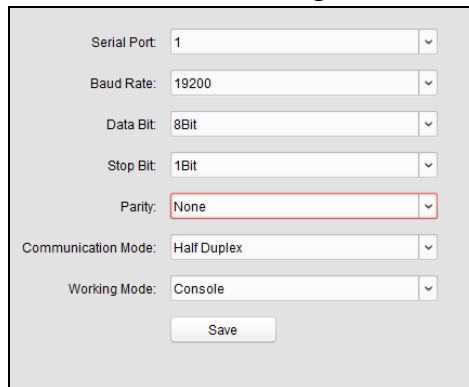 Serial Port: 1
Baud Rate: 19200
Data Bit: 8Bit
Stop Bit: 1Bit
Parity: None
Communication Mode: Half Duplex
Working Mode: Console
Save